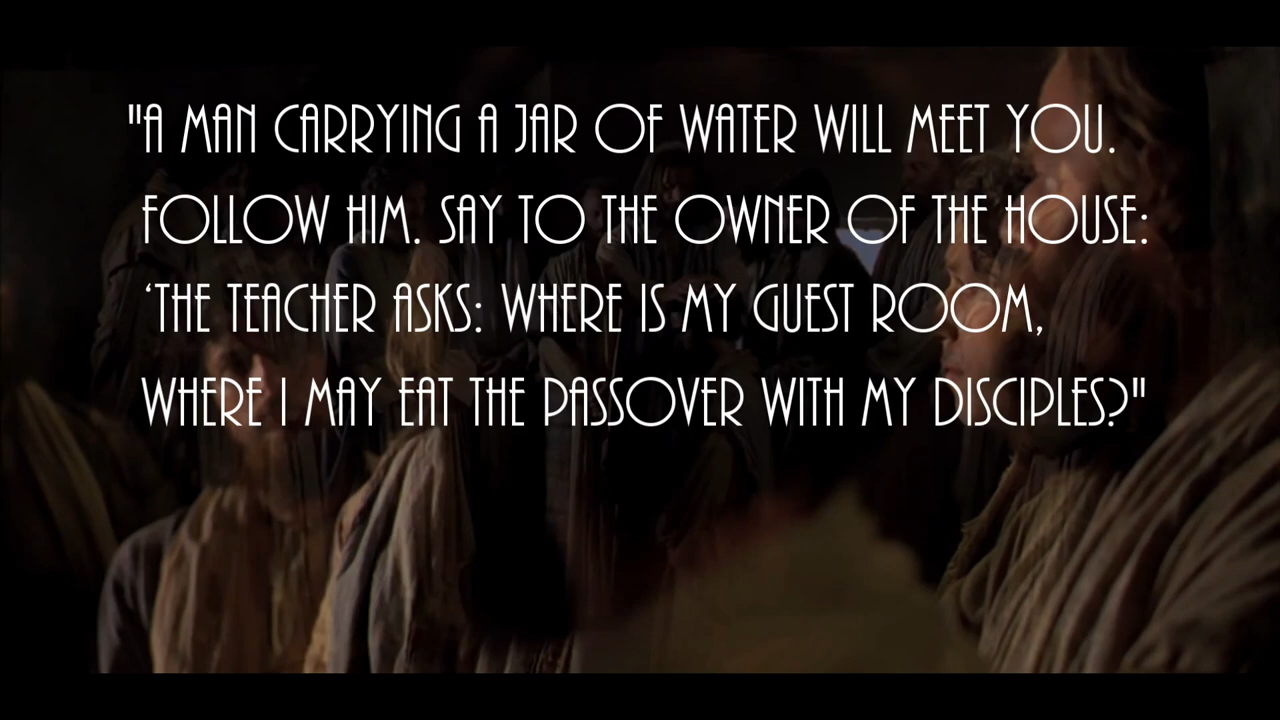 "A MAN CARRYING A JAR OF WATER WILL MEET YOU.
FOLLOW HIM. SAY TO THE OWNER OF THE HOUSE:
‘THE TEACHER ASKS: WHERE IS MY GUEST ROOM,
WHERE I MAY EAT THE PASSOVER WITH MY DISCIPLES?"